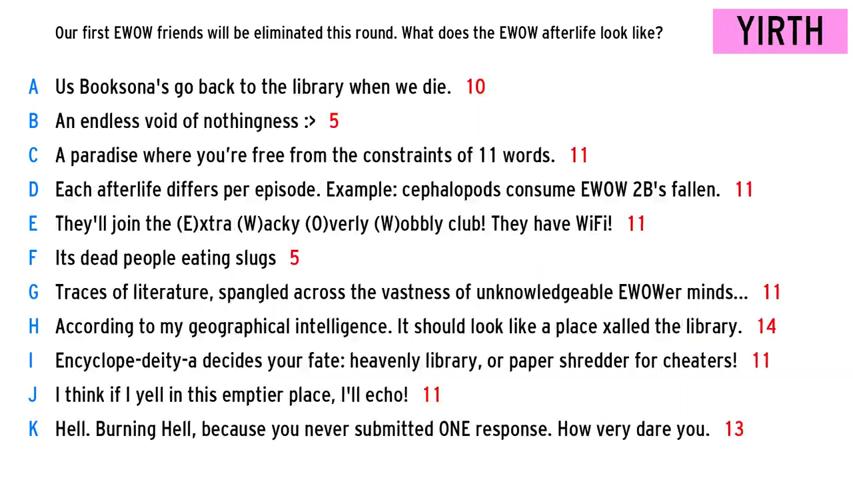 Our first EWOW friends will be eliminated this round. What does the EWOW afterlife look like? YIRTH
A Us Booksona's go back to the library when we die. 10
B An endless void of nothingness :> 5
C A paradise where you're free from the constraints of 11 words. 11
D Each afterlife differs per episode. Example: cephalopods consume EWOW 2B's fallen. 11
E They'll join the (E)xtra (W)acky (O)verly (W)obbly club! They have WiFi! 11
F Its dead people eating slugs 5
G Traces of literature, spangled across the vastness of unknowledgeable EWOWer minds... 11
H According to my geographical intelligence. It should look like a place xalled the library. 14
I Encyclope-deity-a decides your fate: heavenly library, or paper shredder for cheaters! 11
J I think if I yell in this emptier place, I'll echo! 11
K Hell. Burning Hell, because you never submitted ONE response. How very dare you. 13